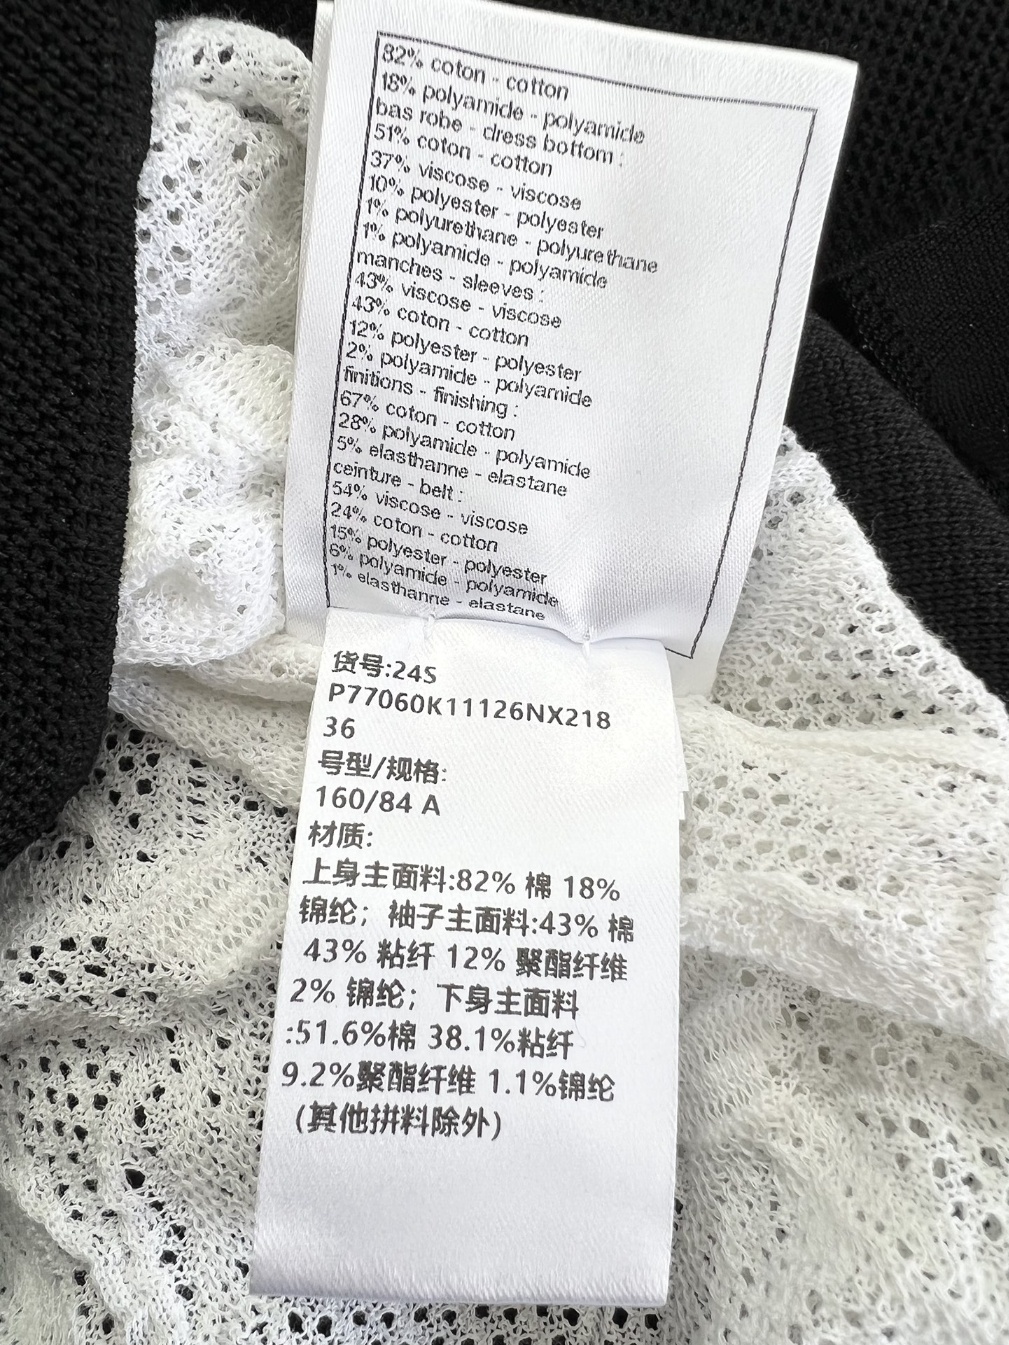 82% coton - cotton
18% polyamide - polyamide
bas robe - dress bottom :
51% coton - cotton
37% viscose - viscose
10% polyester - polyester
1% polyurethane - polyurethane
1% polyamide - polyamide
manches - sleeves :
43% viscose - viscose
43% coton - cotton
12% polyester - polyester
2% polyamide - polyamide
finitions - finishing :
67% coton - cotton
28% polyamide - polyamide
5% elasthanne - elastane
ceinture - belt :
54% viscose - viscose
24% coton - cotton
15% polyester - polyester
6% polyamide - polyamide
1% elasthanne - elastane
货号:24S
P77060K11126NX218
36
号型/规格:
160/84 A
材质:
上身主面料:82% 棉 18%
锦纶；袖子主面料:43% 棉
43% 粘纤 12% 聚酯纤维
2% 锦纶；下身主面料
:51.6%棉 38.1%粘纤
9.2%聚酯纤维 1.1%锦纶
(其他拼料除外)